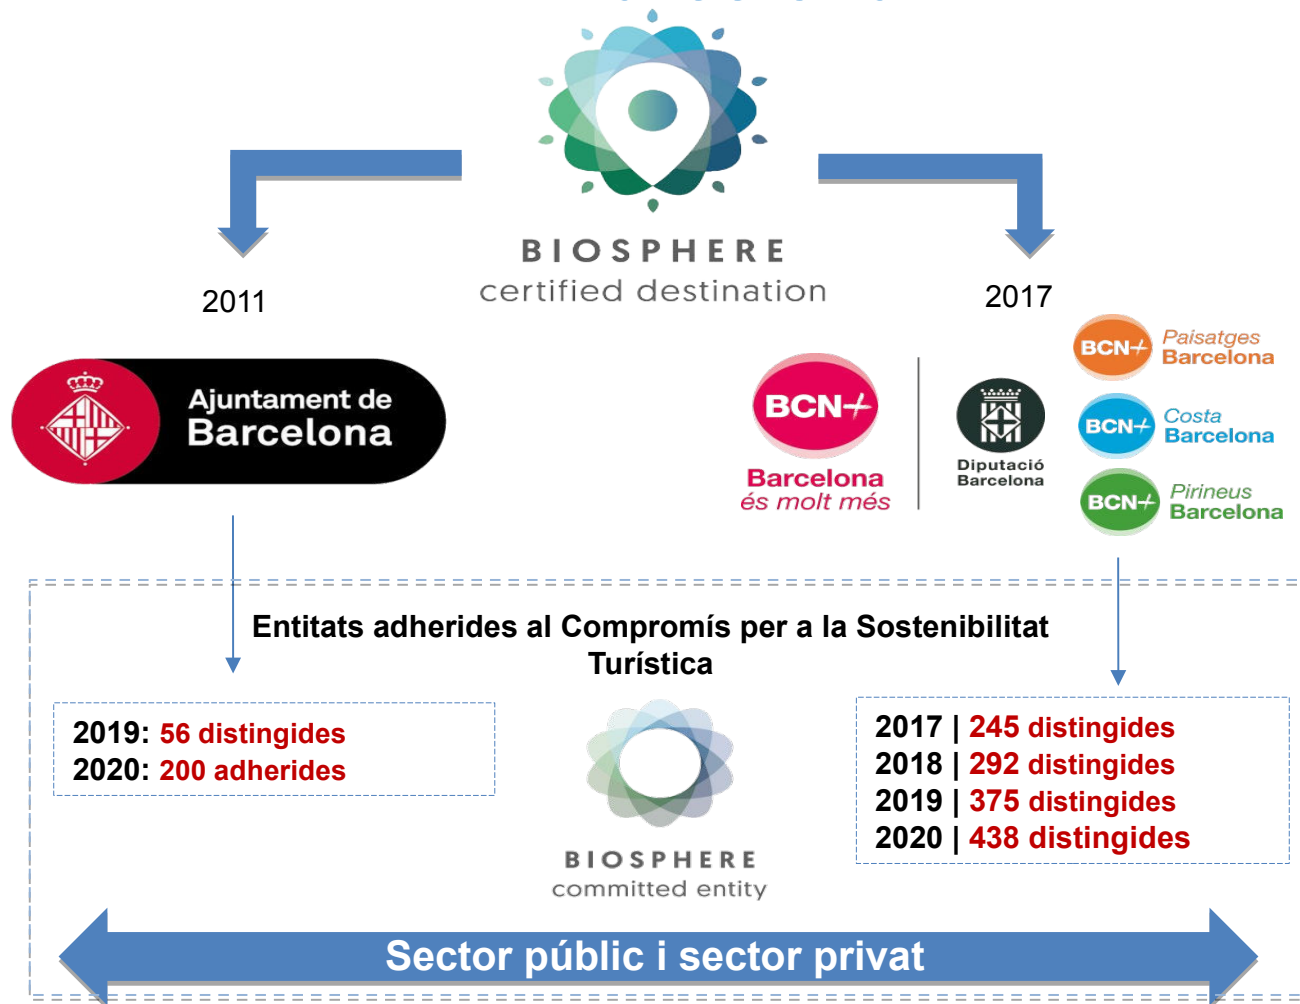 BIOSPHERE
certified destination
2011
2017
Ajuntament de
Barcelona
BCN+
Barcelona
és molt més
Diputació
Barcelona
BCN+
Paisatges
Barcelona
BCN+
Costa
Barcelona
BCN+
Pirineus
Barcelona
Entitats adherides al Compromís per a la Sostenibilitat
Turística
2019: 56 distingides
2020: 200 adherides
2017 | 245 distingides
2018 | 292 distingides
2019 | 375 distingides
2020 | 438 distingides
BIOSPHERE
committed entity
Sector públic i sector privat